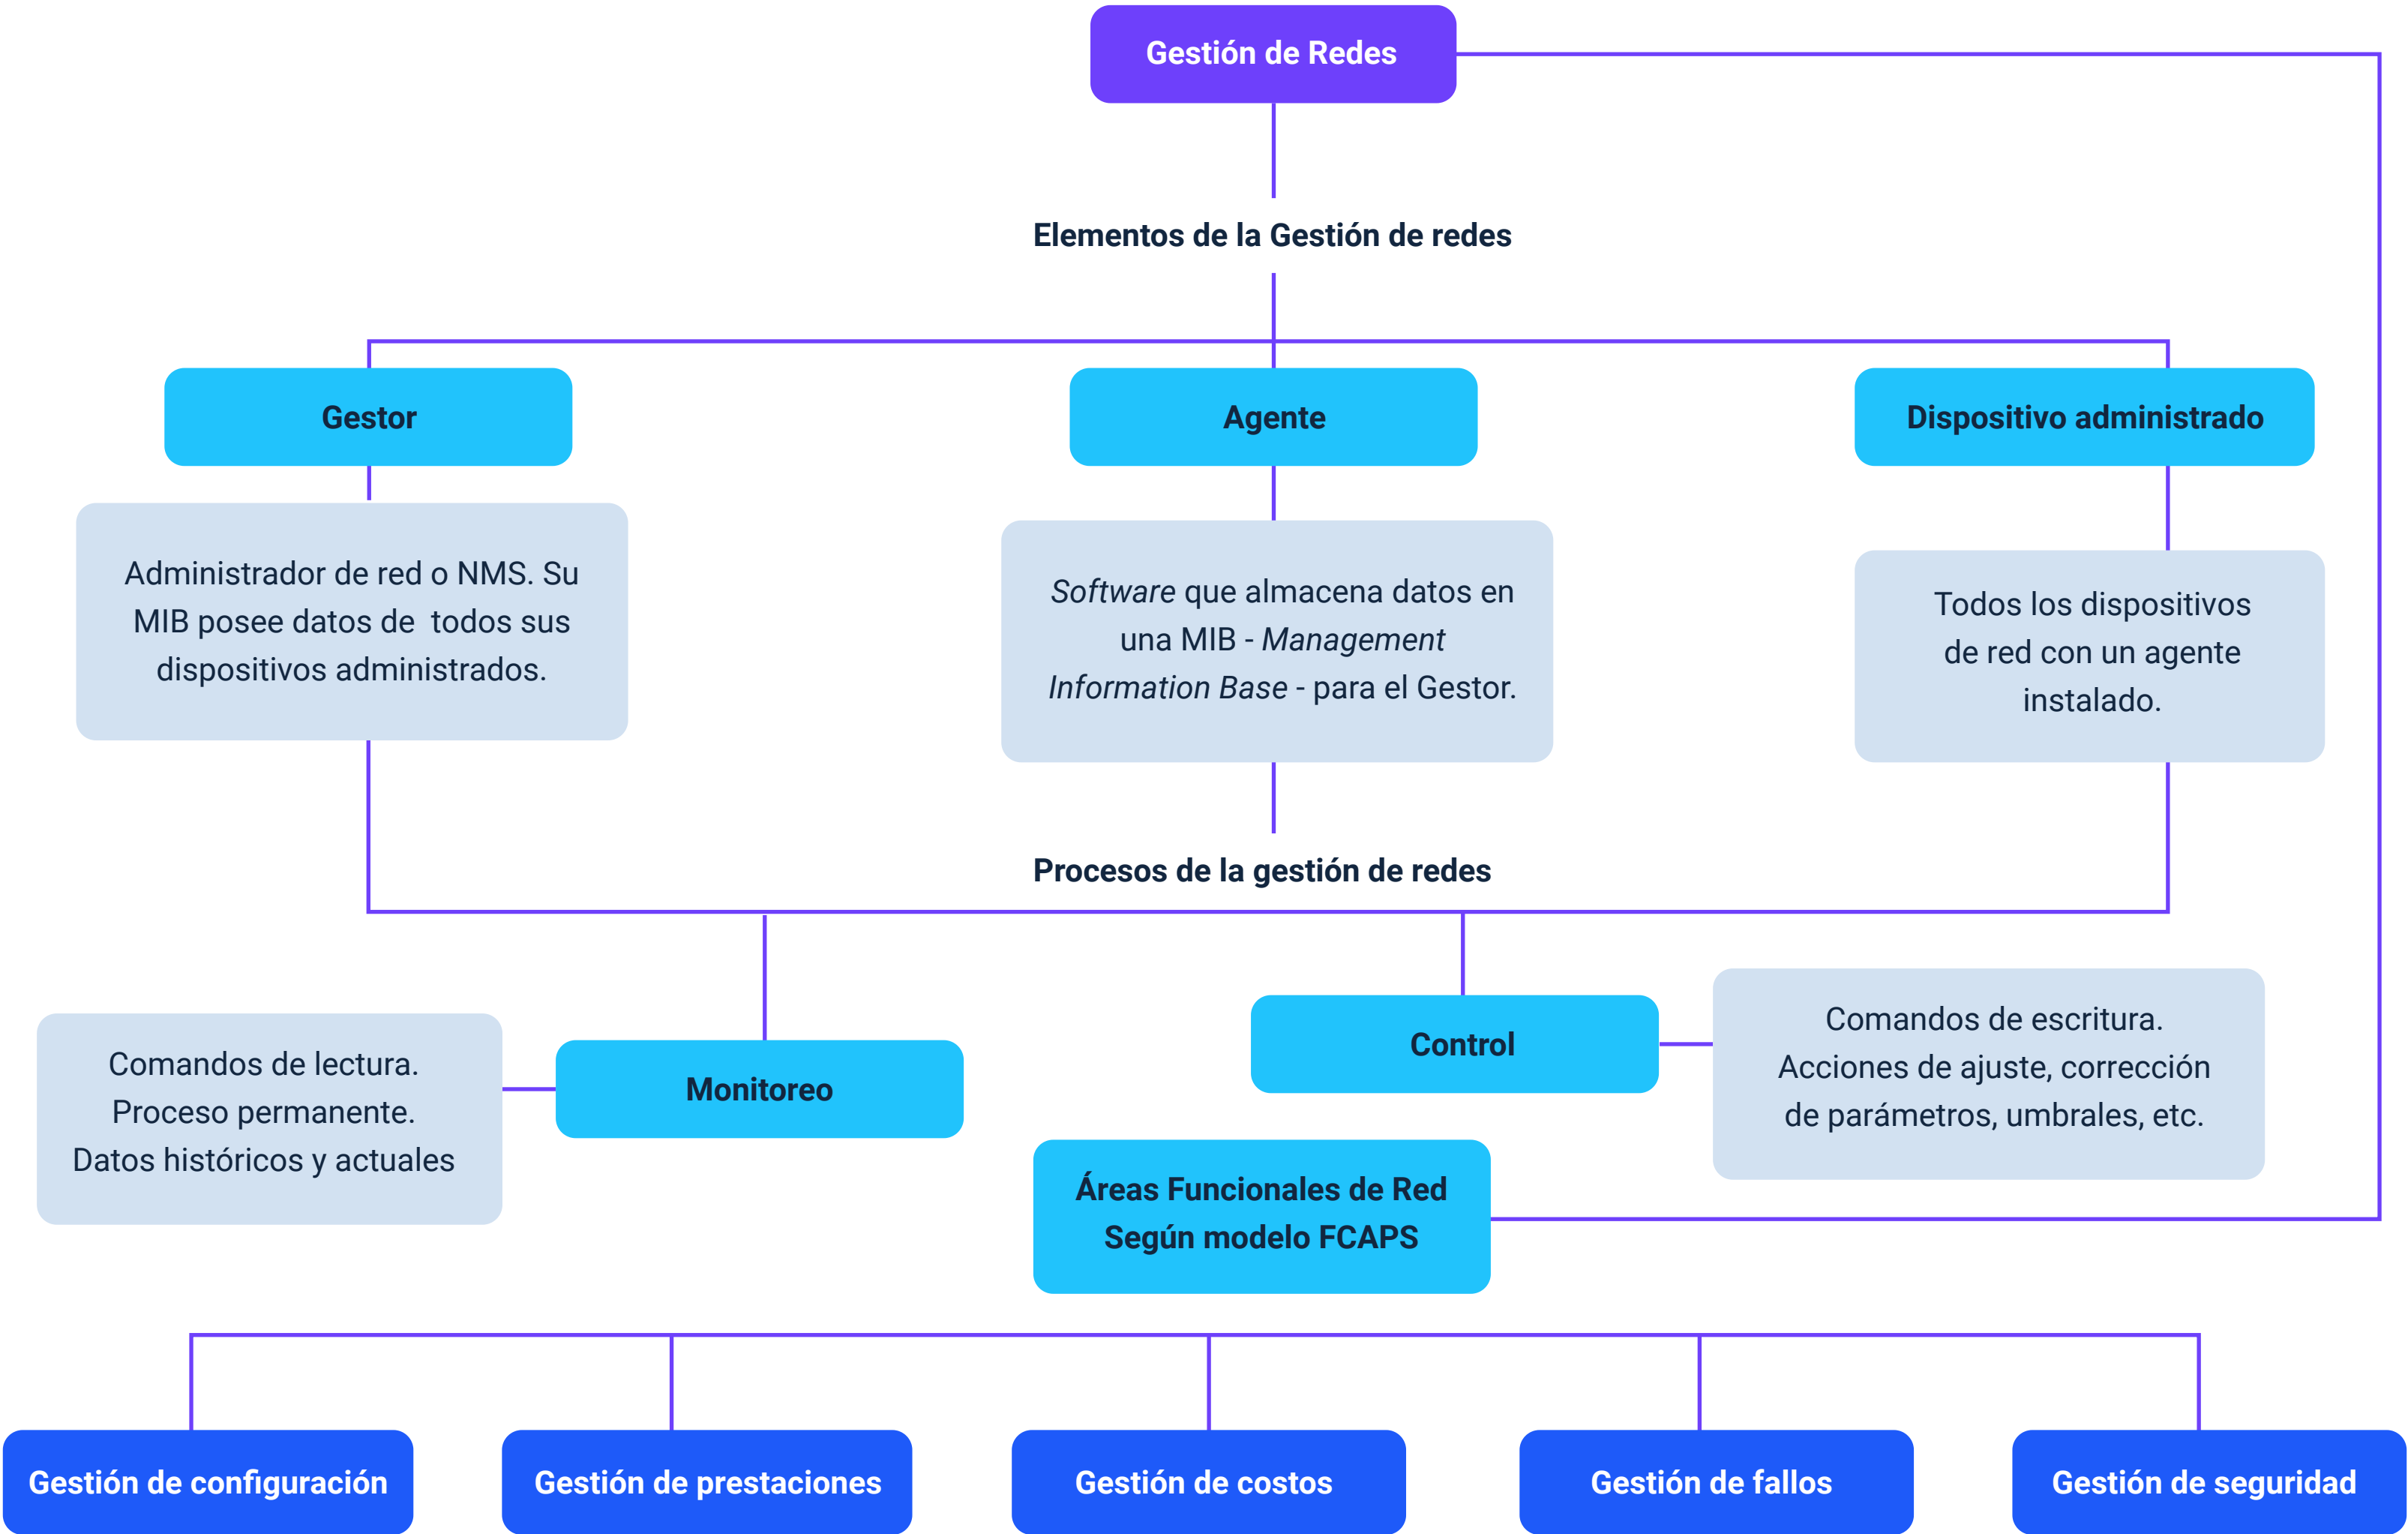 Gestión de Redes
Elementos de la Gestión de redes
Gestor
Agente
Dispositivo administrado
Administrador de red o NMS. Su
MIB posee datos de todos sus
dispositivos administrados.
Software que almacena datos en
una MIB - Management
Information Base - para el Gestor.
Todos los dispositivos
de red con un agente
instalado.
Procesos de la gestión de redes
Comandos de lectura.
Proceso permanente.
Datos históricos y actuales
Monitoreo
Control
Comandos de escritura.
Acciones de ajuste, corrección
de parámetros, umbrales, etc.
Áreas Funcionales de Red
Según modelo FCAPS
Gestión de configuración
Gestión de prestaciones
Gestión de costos
Gestión de fallos
Gestión de seguridad